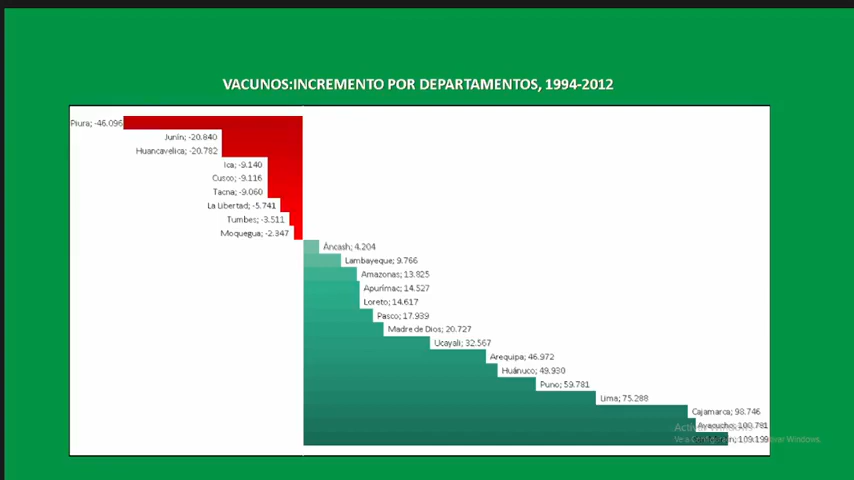 VACUNOS:INCREMENTO POR DEPARTAMENTOS, 1994-2012
Piura; -46.096
Junín; -20.840
Huancavelica; -20.782
Ica; -9.140
Cusco; -9.116
Tacna; -9.060
La Libertad; -5.741
Tumbes; -3.511
Moquegua; -2.347
Áncash; 4.204
Lambayeque; 9.766
Amazonas; 13.825
Apurímac; 14.527
Loreto; 14.617
Pasco; 17.939
Madre de Dios; 20.727
Ucayali; 32.567
Arequipa; 46.972
Huánuco; 49.930
Puno; 59.781
Lima; 75.288
Cajamarca; 98.746
Ayacucho; 100.781
109.199